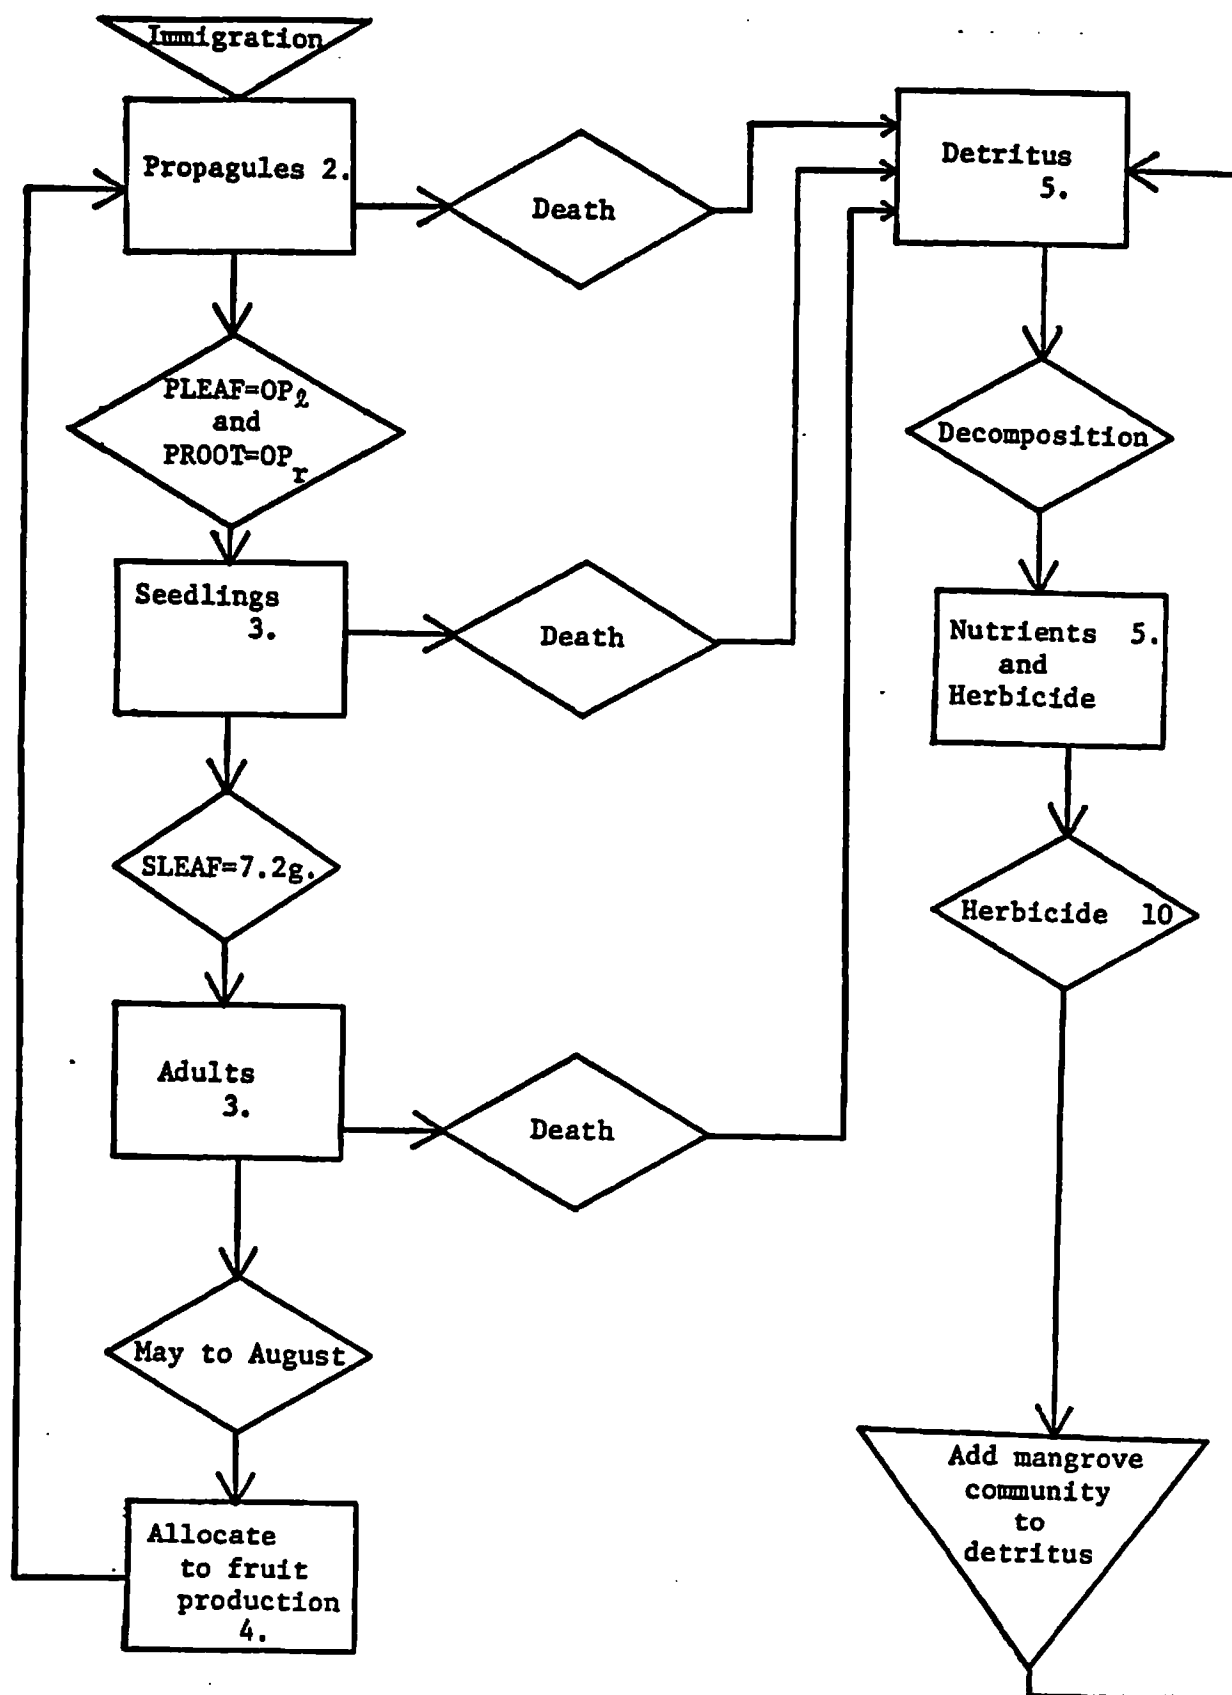 Immigration
Propagules 2.
Death
PLEAF=OPℓ
and
PROOT=OPr
Seedlings
3.
Death
SLEAF=7.2g.
Adults
3.
Death
May to August
Allocate
to fruit
production
4.
Detritus
5.
Decomposition
Nutrients 5.
and
Herbicide
Herbicide 10
Add mangrove
community
to
detritus